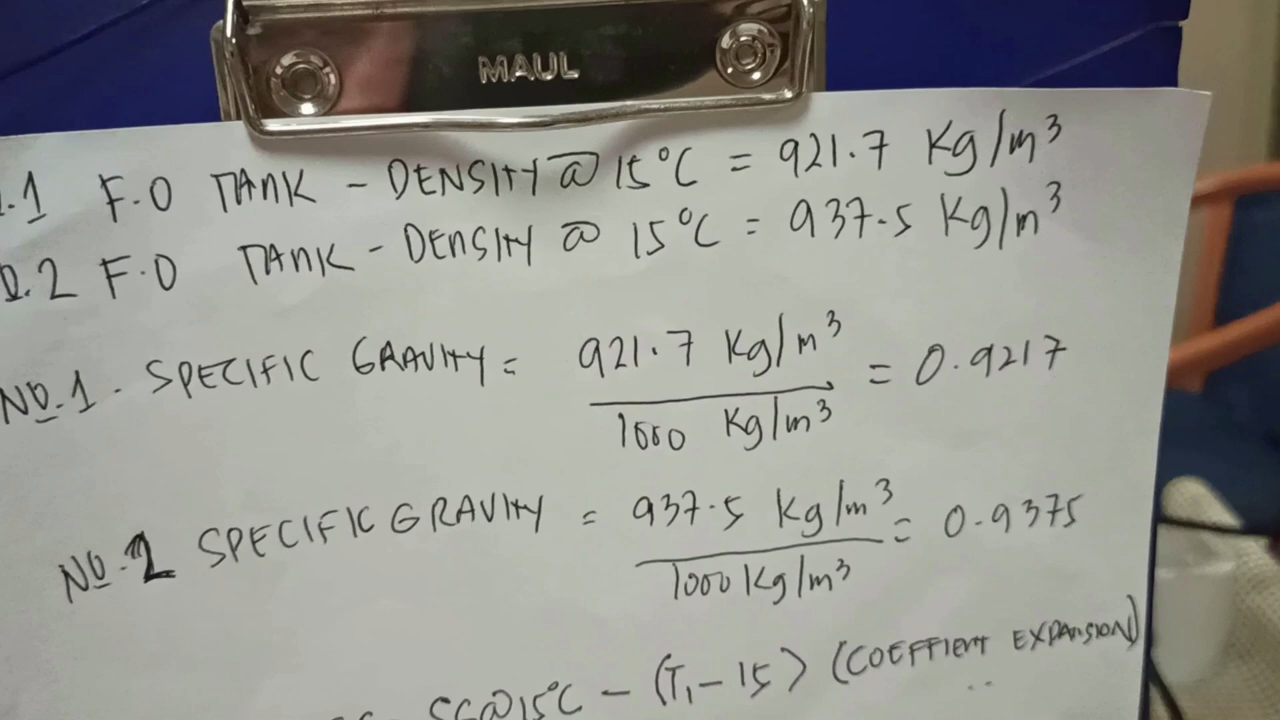 MAUL
.1 F.O TANK - DENSITY @ 15°C = 921.7 Kg/m³
0.2 F.O TANK - DENSITY @ 15°C = 937.5 Kg/m³
NO.1 . SPECIFIC GRAVITY = 921.7 Kg/m³ / 1000 Kg/m³ = 0.9217
NO.2 SPECIFIC GRAVITY = 937.5 Kg/m³ / 1000 Kg/m³ = 0.9375
SG@15°C - (T₁-15) (COEFFIENT EXPANSION)